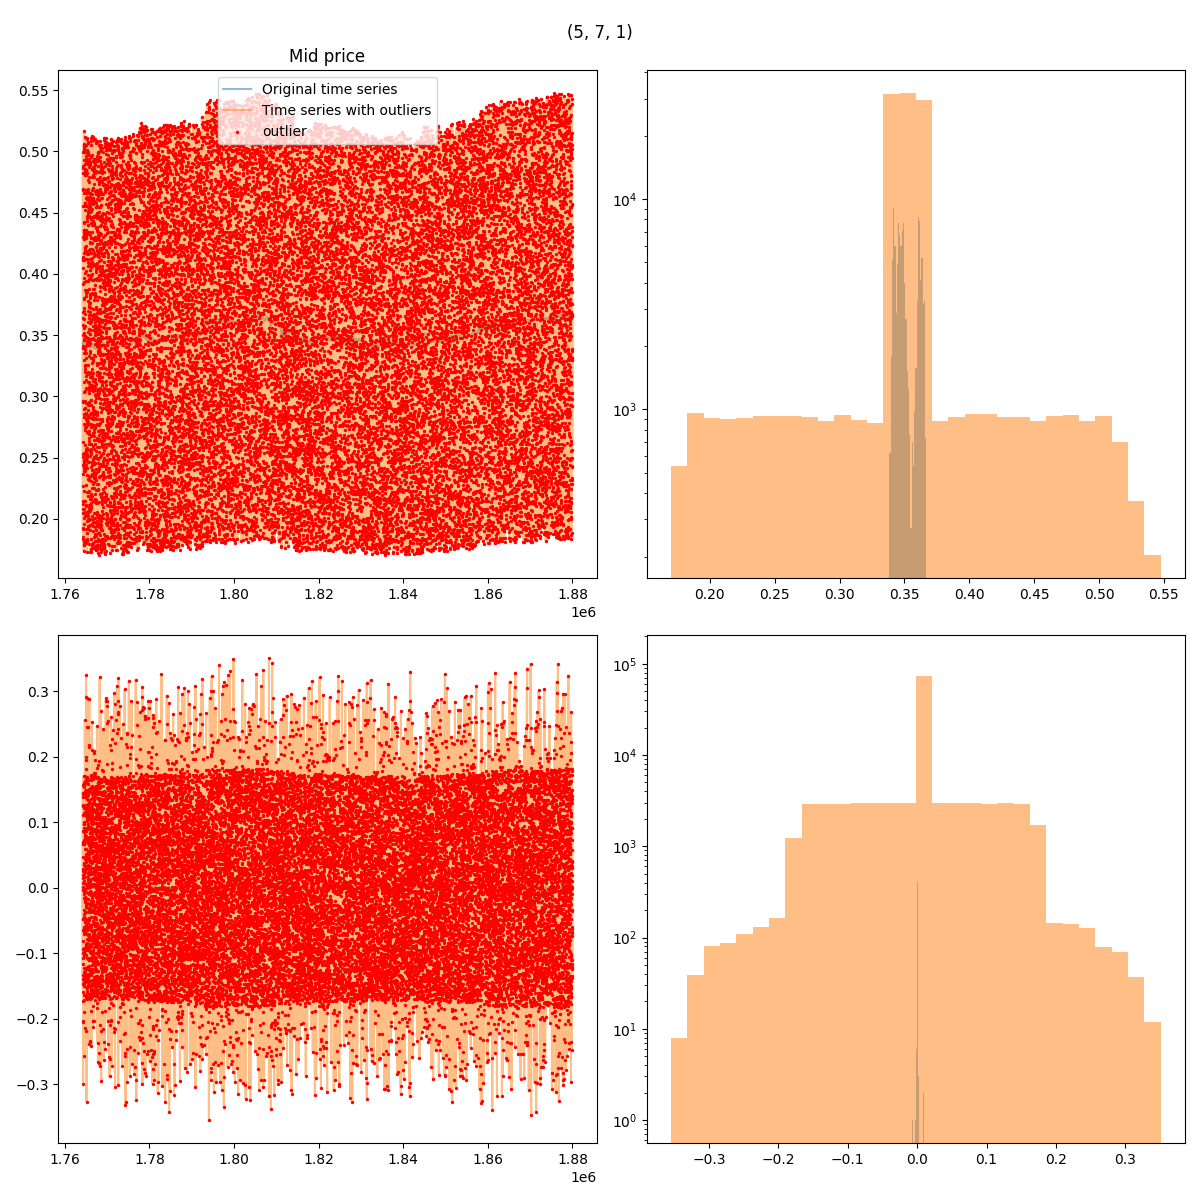 (5, 7, 1)
Mid price
Original time series
Time series with outliers
outlier
0.55
0.50
0.45
0.40
0.35
0.30
0.25
0.20
1.76 1.78 1.80 1.82 1.84 1.86 1.88
1e6
10⁴
10³
0.20 0.25 0.30 0.35 0.40 0.45 0.50 0.55
0.3
0.2
0.1
0.0
−0.1
−0.2
−0.3
1.76 1.78 1.80 1.82 1.84 1.86 1.88
1e6
10⁵
10⁴
10³
10²
10¹
10⁰
−0.3 −0.2 −0.1 0.0 0.1 0.2 0.3